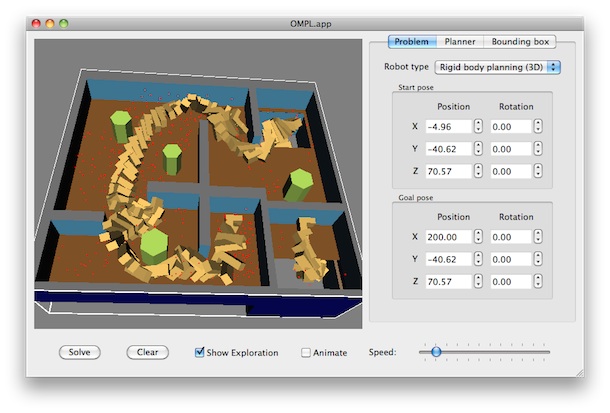 OMPL.app
Problem Planner Bounding box
Robot type Rigid body planning (3D)
Start pose
Position Rotation
X -4.96 0.00
Y -40.62 0.00
Z 70.57 0.00
Goal pose
Position Rotation
X 200.00 0.00
Y -40.62 0.00
Z 70.57 0.00
Solve Clear Show Exploration Animate Speed: